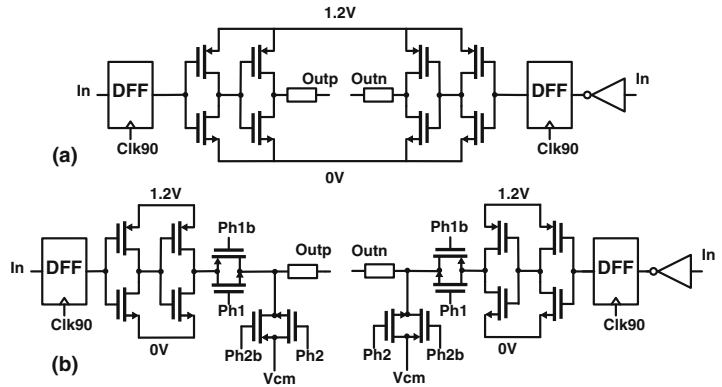 1.2V
In
DFF
Clk90
Outp
Outn
DFF
Clk90
In
(a)
0V
1.2V
1.2V
Ph1b
Outp
Outn
Ph1b
In
DFF
Clk90
Ph1
Ph1
DFF
Clk90
In
0V
Ph2b
Ph2
Ph2
Ph2b
0V
(b)
Vcm
Vcm